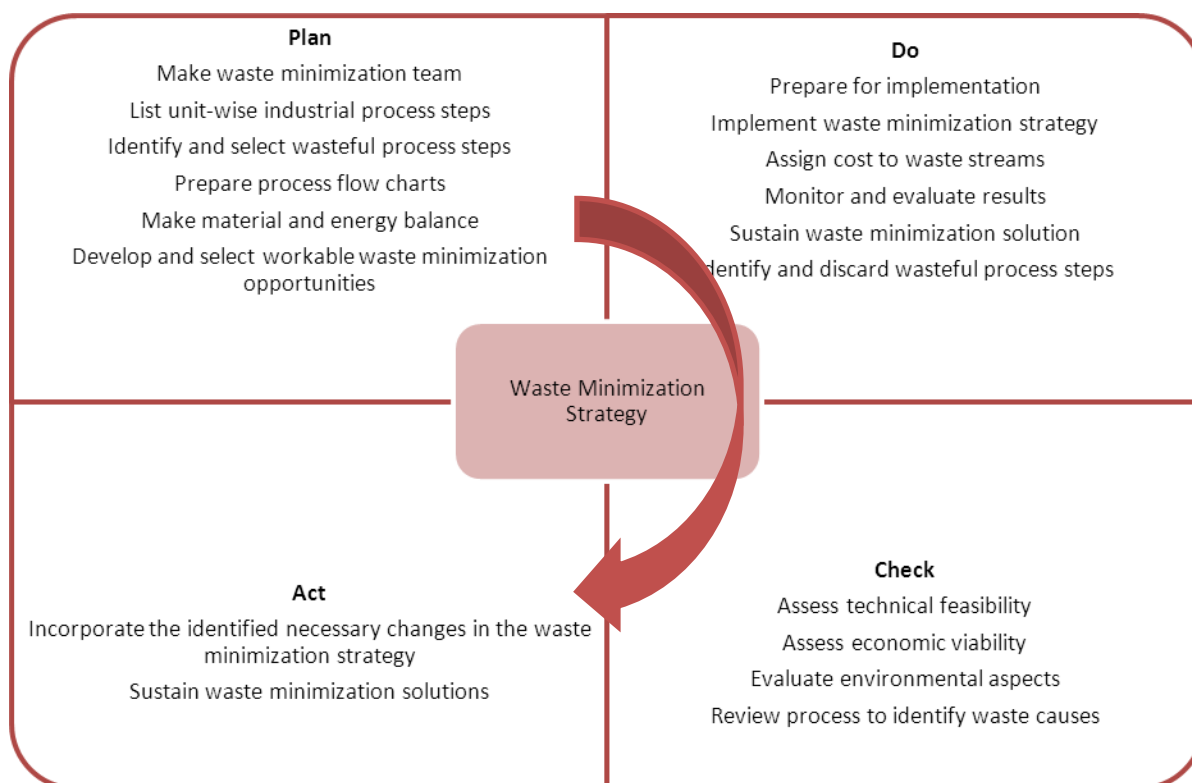 Plan
Make waste minimization team
List unit-wise industrial process steps
Identify and select wasteful process steps
Prepare process flow charts
Make material and energy balance
Develop and select workable waste minimization
opportunities
Do
Prepare for implementation
Implement waste minimization strategy
Assign cost to waste streams
Monitor and evaluate results
Sustain waste minimization solution
dentify and discard wasteful process steps
Waste Minimization
Strategy
Act
Incorporate the identified necessary changes in the waste
minimization strategy
Sustain waste minimization solutions
Check
Assess technical feasibility
Assess economic viability
Evaluate environmental aspects
Review process to identify waste causes